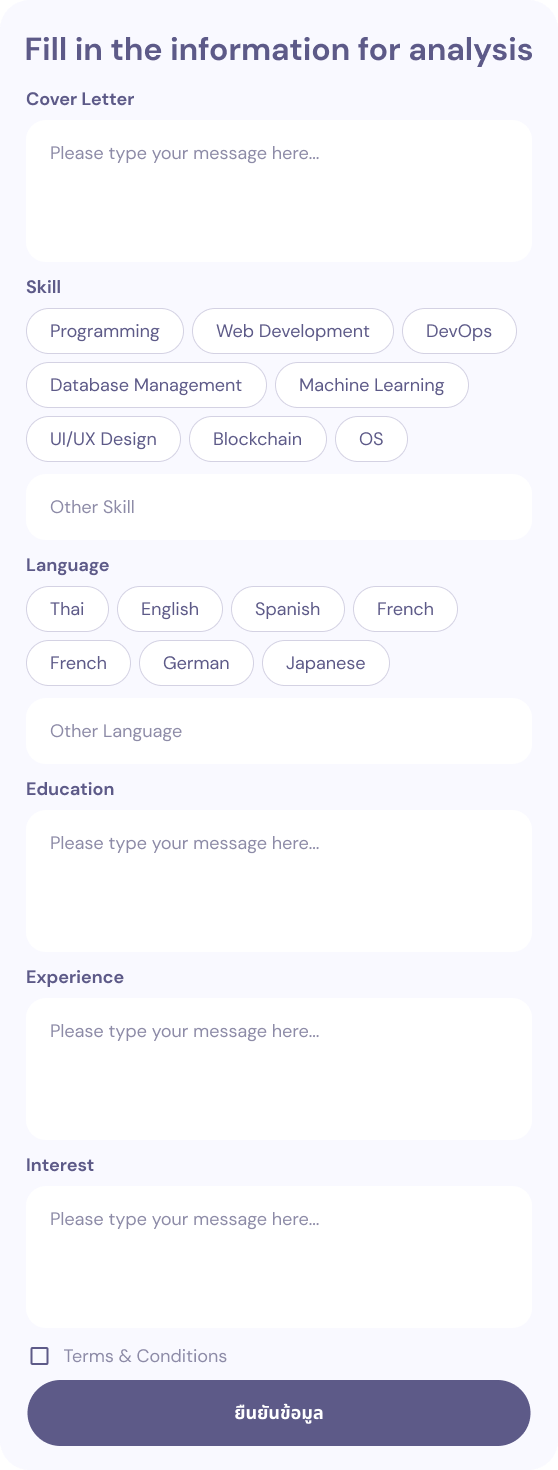 Fill in the information for analysis
Cover Letter
Please type your message here...
Skill
Programming Web Development DevOps
Database Management Machine Learning
UI/UX Design Blockchain OS
Other Skill
Language
Thai English Spanish French
French German Japanese
Other Language
Education
Please type your message here...
Experience
Please type your message here...
Interest
Please type your message here...
Terms & Conditions
ยืนยันข้อมูล